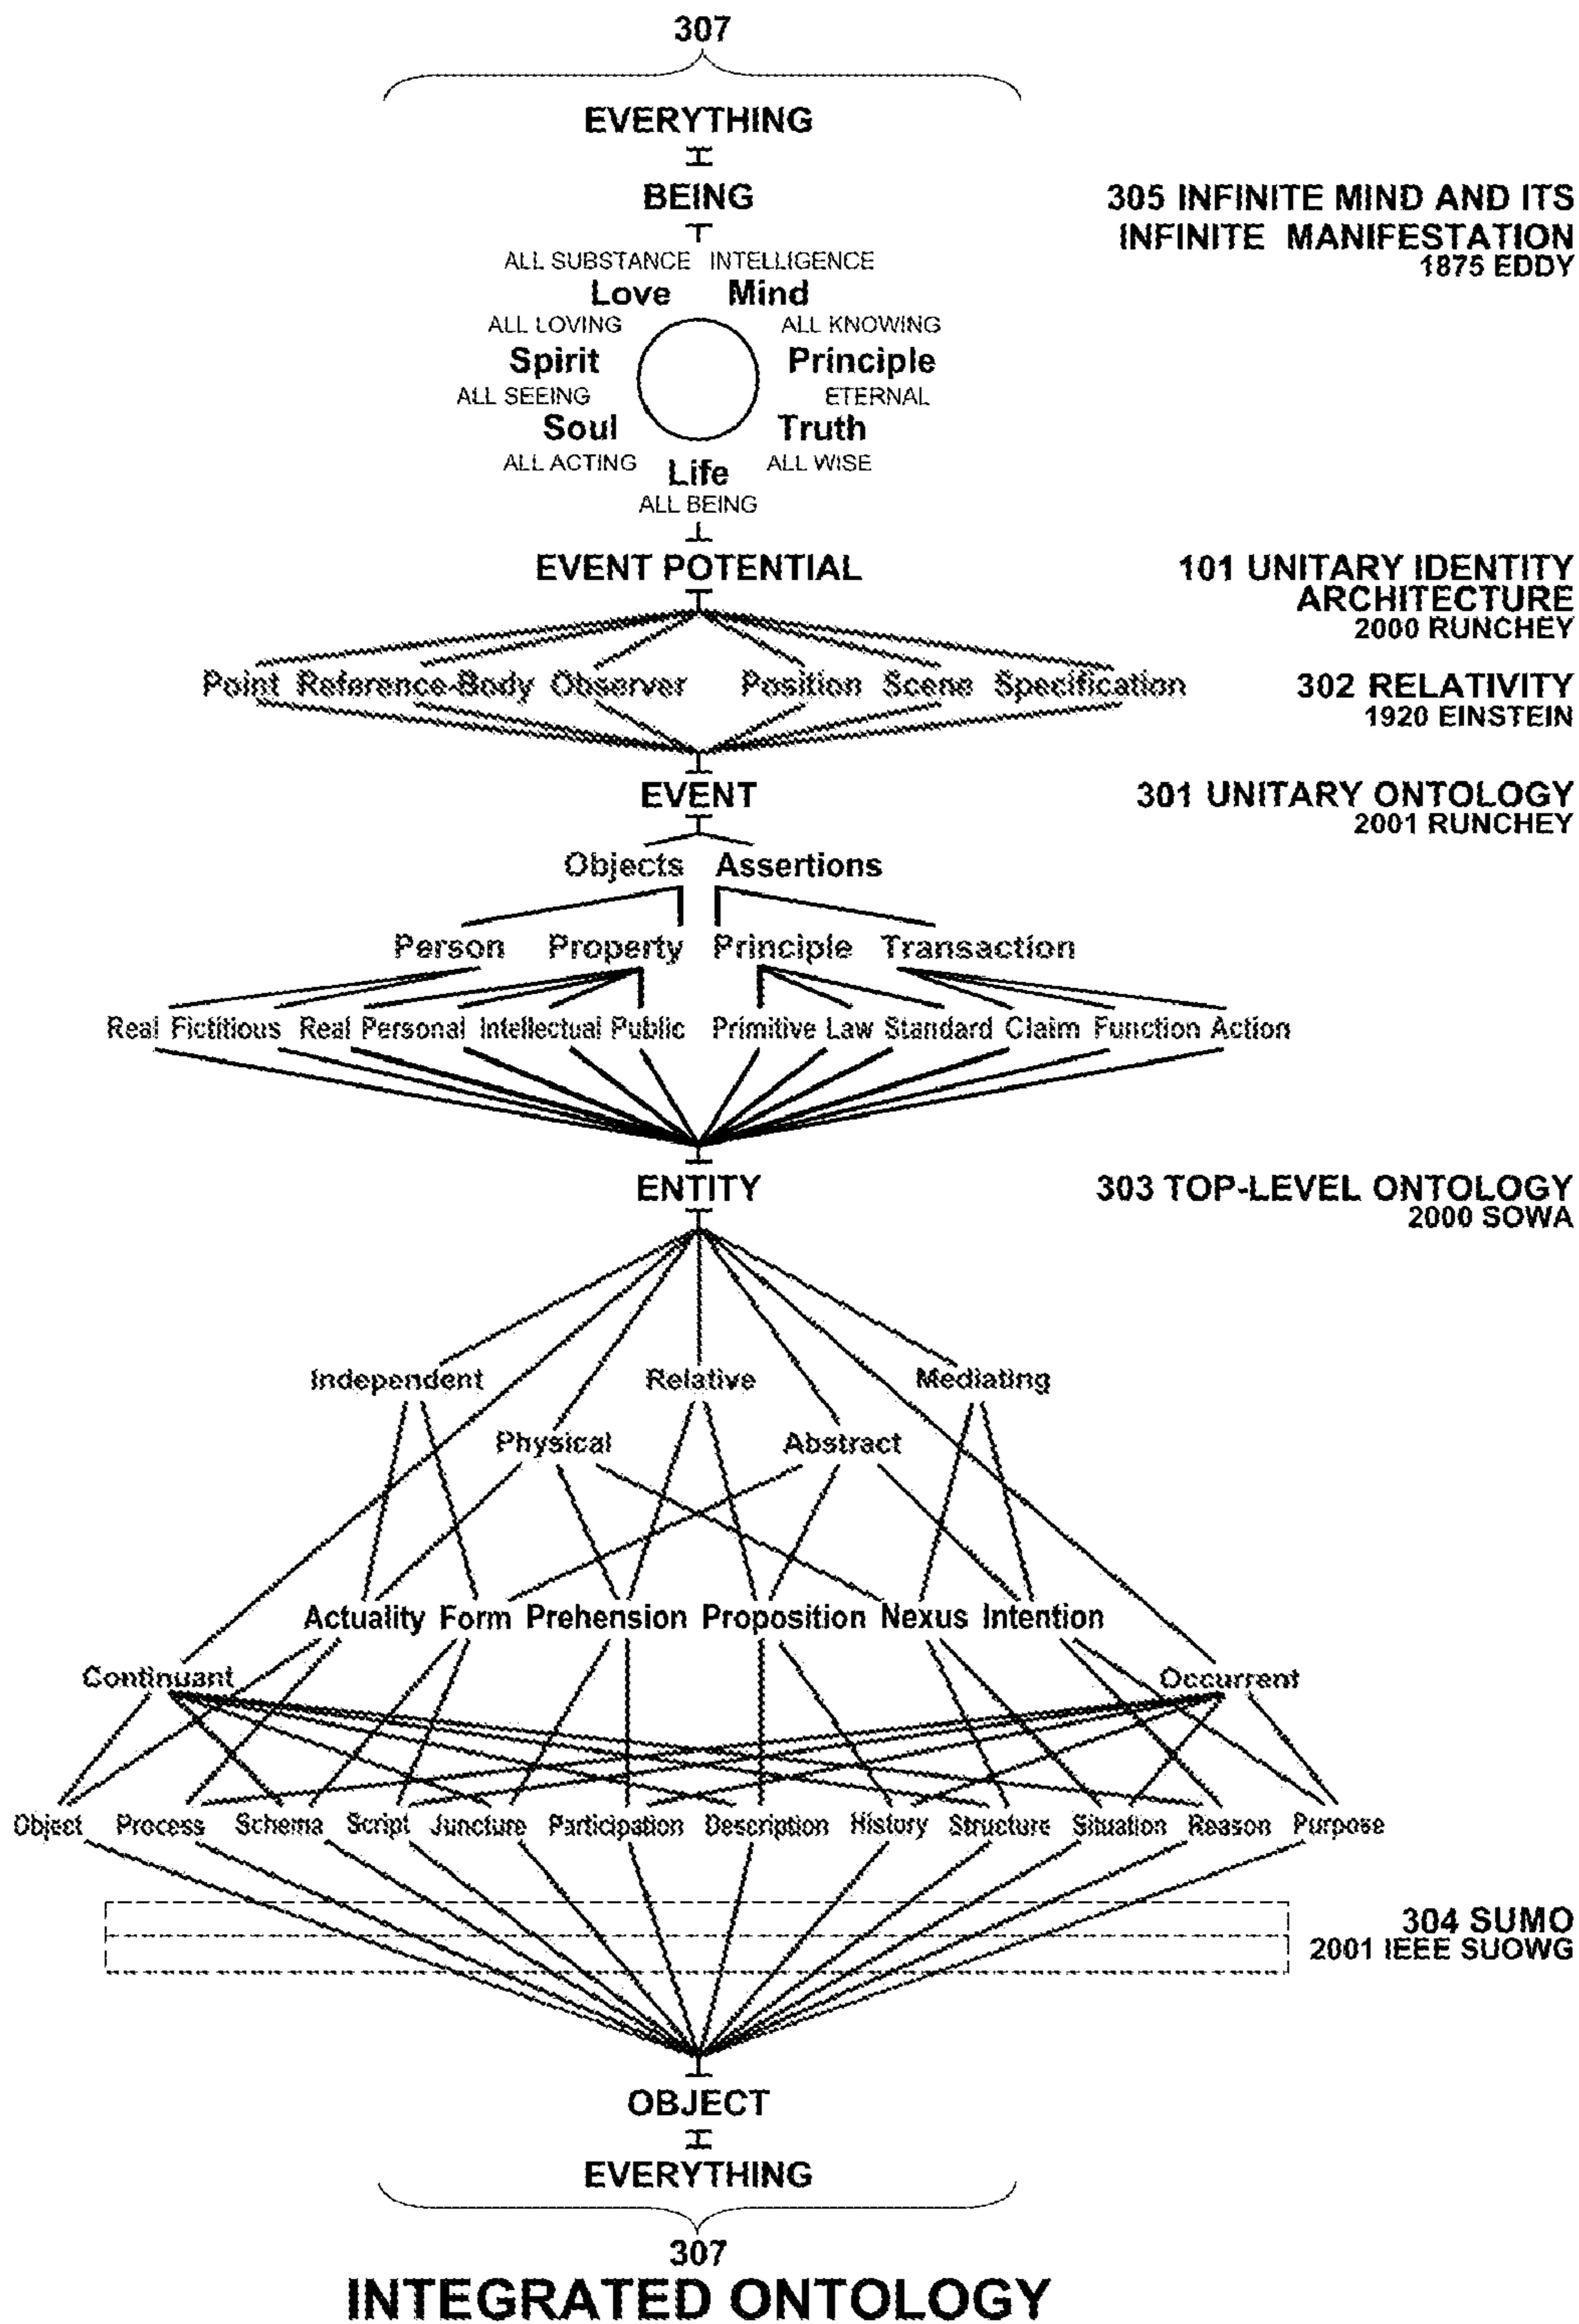 307
EVERYTHING
BEING
305 INFINITE MIND AND ITS
INFINITE MANIFESTATION
1875 EDDY
ALL SUBSTANCE INTELLIGENCE
Love Mind
ALL LOVING ALL KNOWING
Spirit Principle
ALL SEEING ETERNAL
Soul Truth
ALL ACTING Life ALL WISE
ALL BEING
EVENT POTENTIAL
101 UNITARY IDENTITY
ARCHITECTURE
2000 RUNCHEY
Point Reference-Body Observer Position Scene Specification
302 RELATIVITY
1920 EINSTEIN
EVENT
301 UNITARY ONTOLOGY
2001 RUNCHEY
Objects Assertions
Person Property Principle Transaction
Real Fictitious Real Personal Intellectual Public Primitive Law Standard Claim Function Action
ENTITY
303 TOP-LEVEL ONTOLOGY
2000 SOWA
Independent Relative Mediating
Physical Abstract
Actuality Form Prehension Proposition Nexus Intention
Continuant Occurrent
Object Process Schema Script Juncture Participation Description History Structure Situation Reason Purpose
304 SUMO
2001 IEEE SUOWG
OBJECT
EVERYTHING
307
INTEGRATED ONTOLOGY